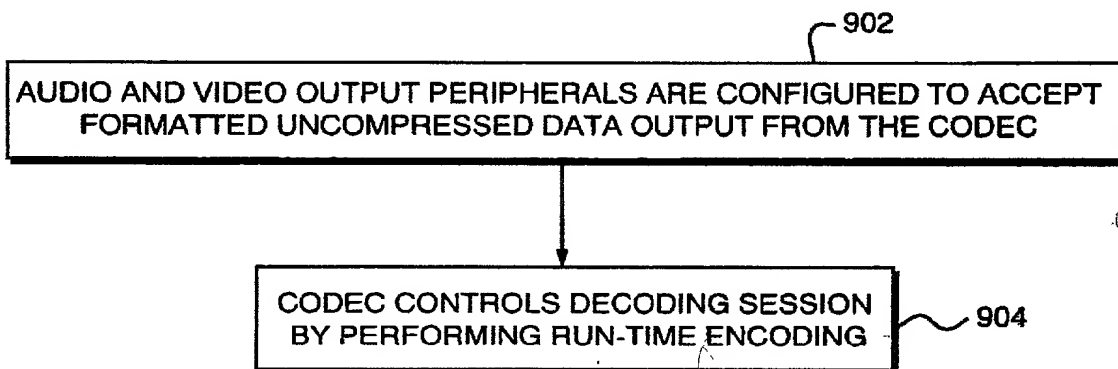 902
AUDIO AND VIDEO OUTPUT PERIPHERALS ARE CONFIGURED TO ACCEPT
FORMATTED UNCOMPRESSED DATA OUTPUT FROM THE CODEC
CODEC CONTROLS DECODING SESSION
BY PERFORMING RUN-TIME ENCODING
904